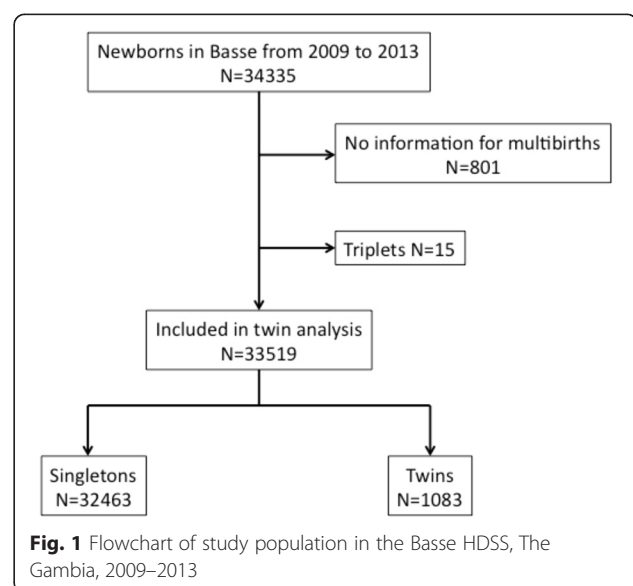 Newborns in Basse from 2009 to 2013
N=34335
No information for multibirths
N=801
Triplets N=15
Included in twin analysis
N=33519
Singletons
N=32463
Twins
N=1083
Fig. 1 Flowchart of study population in the Basse HDSS, The
Gambia, 2009–2013